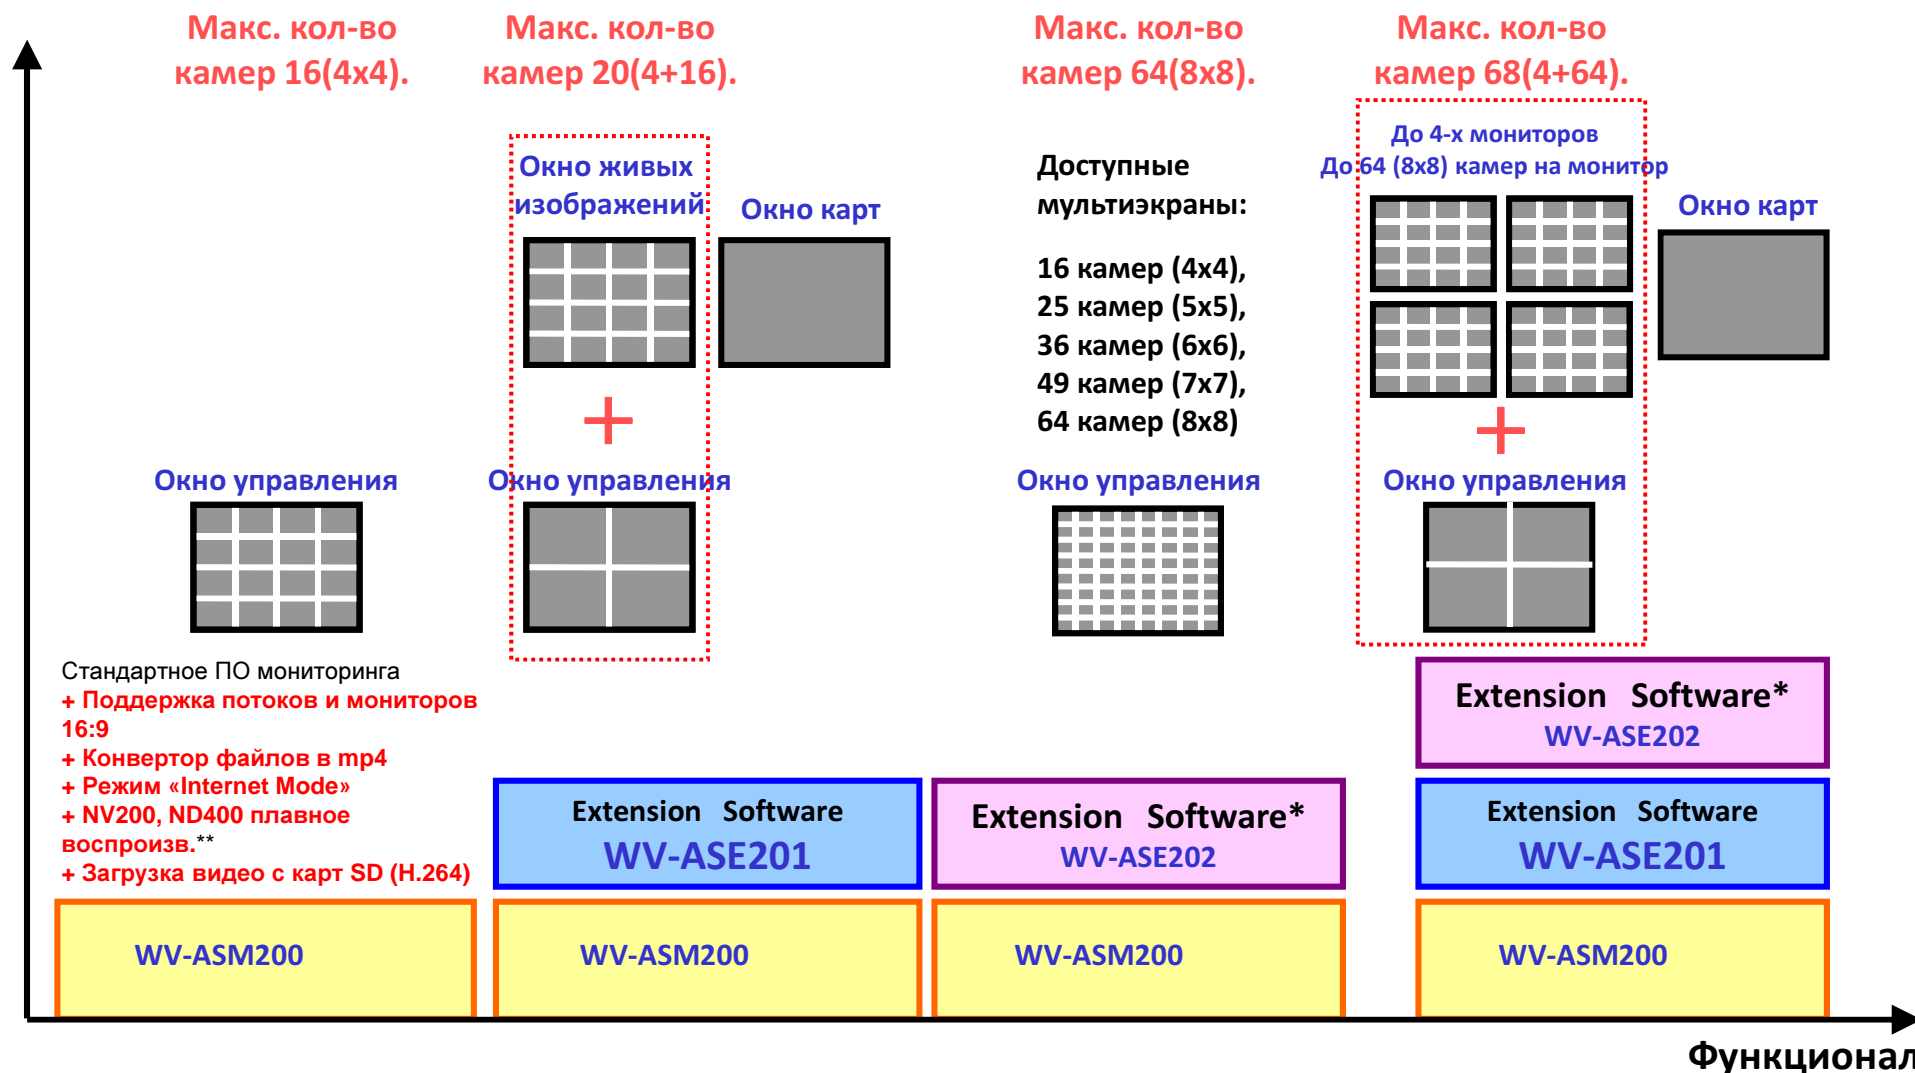 Макс. кол-во
камер 16(4x4).
Макс. кол-во
камер 20(4+16).
Макс. кол-во
камер 64(8x8).
Макс. кол-во
камер 68(4+64).
Окно живых
изображений
Окно карт
Доступные
мультиэкраны:
16 камер (4x4),
25 камер (5x5),
36 камер (6x6),
49 камер (7x7),
64 камер (8x8)
До 4-х мониторов
До 64 (8x8) камер на монитор
Окно карт
Окно управления
Окно управления
Окно управления
Окно управления
Стандартное ПО мониторинга
+ Поддержка потоков и мониторов
16:9
+ Конвертор файлов в mp4
+ Режим «Internet Mode»
+ NV200, ND400 плавное
воспроизв.**
+ Загрузка видео с карт SD (H.264)
Extension Software
WV-ASE201
Extension Software*
WV-ASE202
Extension Software*
WV-ASE202
Extension Software
WV-ASE201
WV-ASM200
WV-ASM200
WV-ASM200
WV-ASM200
Функционал